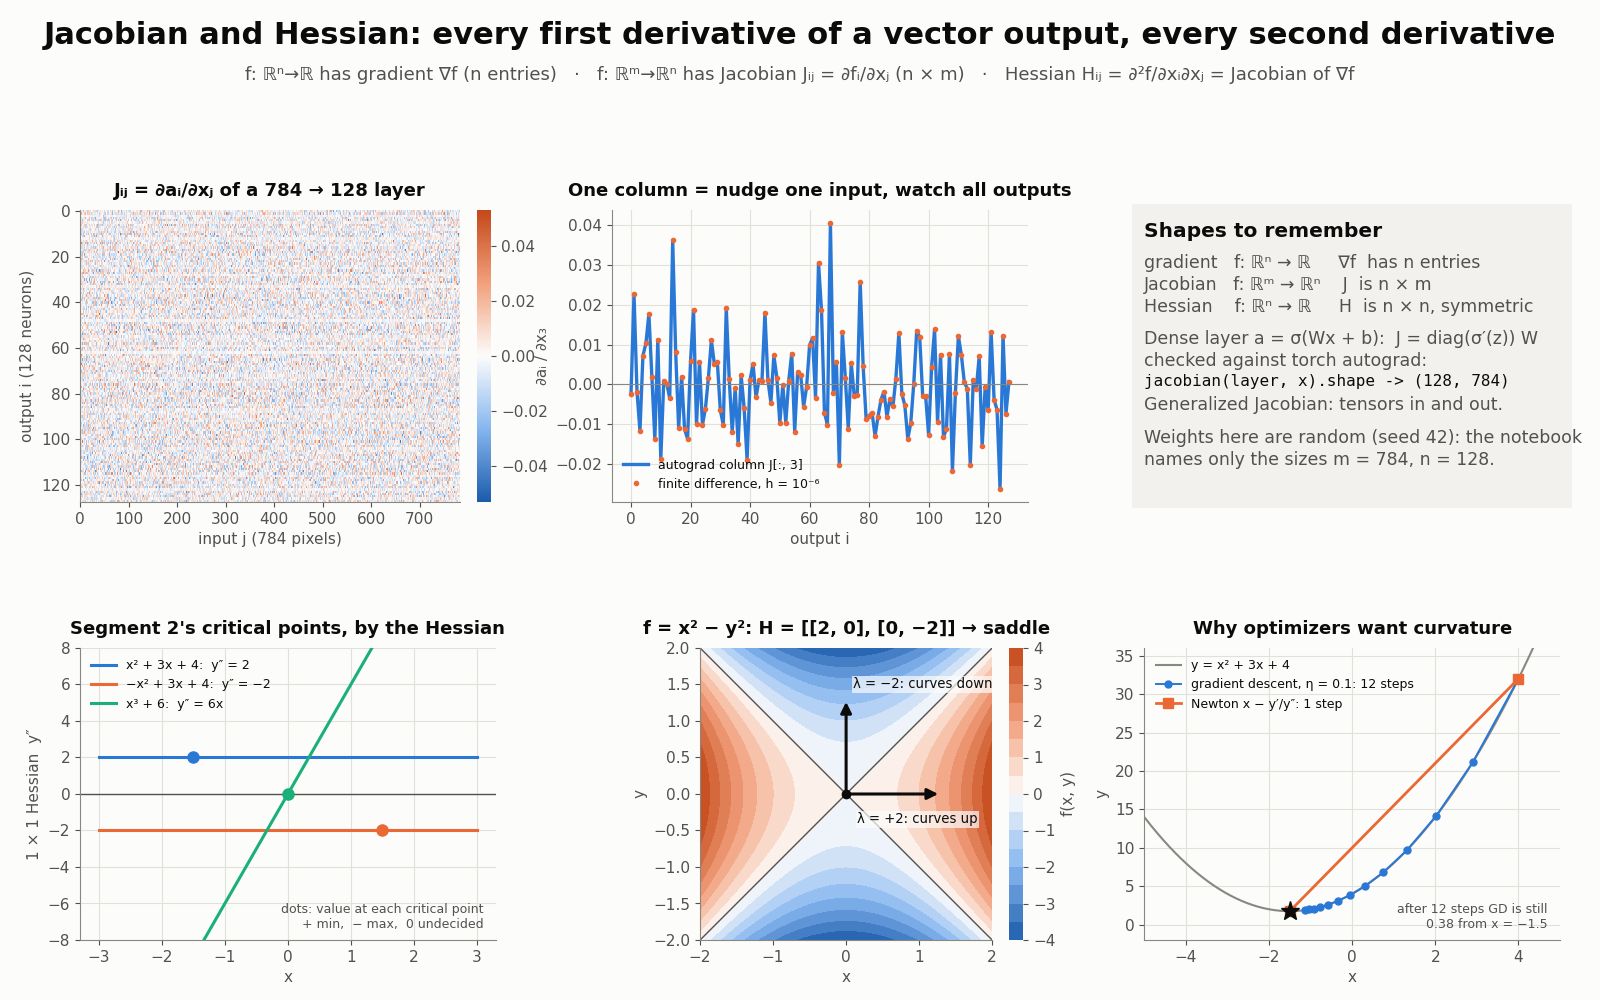 Jacobian and Hessian: every first derivative of a vector output, every second derivative
f: ℝⁿ→ℝ has gradient ∇f (n entries)   ·   f: ℝᵐ→ℝⁿ has Jacobian Jᵢⱼ = ∂fᵢ/∂xⱼ (n × m)   ·   Hessian Hᵢⱼ = ∂²f/∂xᵢ∂xⱼ = Jacobian of ∇f
Jᵢⱼ = ∂aᵢ/∂xⱼ of a 784 → 128 layer
output i (128 neurons)
0
20
40
60
80
100
120
0 100 200 300 400 500 600 700
input j (784 pixels)
0.04
0.02
0.00
−0.02
−0.04
One column = nudge one input, watch all outputs
∂aᵢ / ∂x₃
0.04
0.03
0.02
0.01
0.00
−0.01
−0.02
autograd column J[:, 3]
finite difference, h = 10⁻⁶
0 20 40 60 80 100 120
output i
Shapes to remember
gradient   f: ℝⁿ → ℝ     ∇f  has n entries
Jacobian   f: ℝᵐ → ℝⁿ    J  is n × m
Hessian    f: ℝⁿ → ℝ     H  is n × n, symmetric
Dense layer a = σ(Wx + b):  J = diag(σ′(z)) W
checked against torch autograd:
jacobian(layer, x).shape -> (128, 784)
Generalized Jacobian: tensors in and out.
Weights here are random (seed 42): the notebook
names only the sizes m = 784, n = 128.
Segment 2's critical points, by the Hessian
1 × 1 Hessian  y″
8
6
4
2
0
−2
−4
−6
−8
x² + 3x + 4:  y″ = 2
−x² + 3x + 4:  y″ = −2
x³ + 6:  y″ = 6x
dots: value at each critical point
+ min,  − max,  0 undecided
−3 −2 −1 0 1 2 3
x
f = x² − y²: H = [[2, 0], [0, −2]] → saddle
y
2.0
1.5
1.0
0.5
0.0
−0.5
−1.0
−1.5
−2.0
λ = −2: curves down
λ = +2: curves up
−2 −1 0 1 2
x
4
3
2
1
0
−1
−2
−3
−4
f(x, y)
Why optimizers want curvature
y
35
30
25
20
15
10
5
0
y = x² + 3x + 4
gradient descent, η = 0.1: 12 steps
Newton x − y′/y″: 1 step
after 12 steps GD is still
0.38 from x = −1.5
−4 −2 0 2 4
x